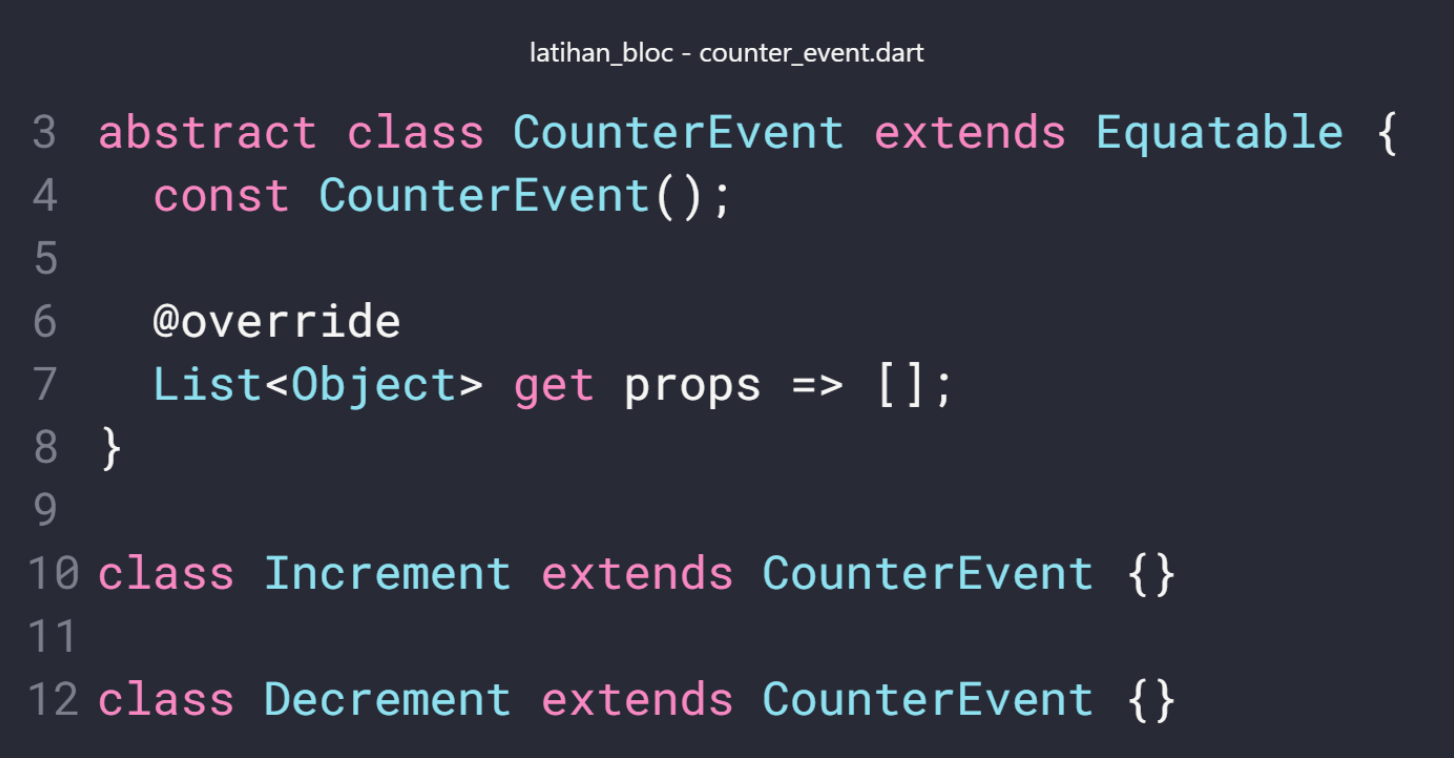 latihan_bloc - counter_event.dart
3 abstract class CounterEvent extends Equatable {
4   const CounterEvent();
5
6   @override
7   List<Object> get props => [];
8 }
9
10 class Increment extends CounterEvent {}
11
12 class Decrement extends CounterEvent {}